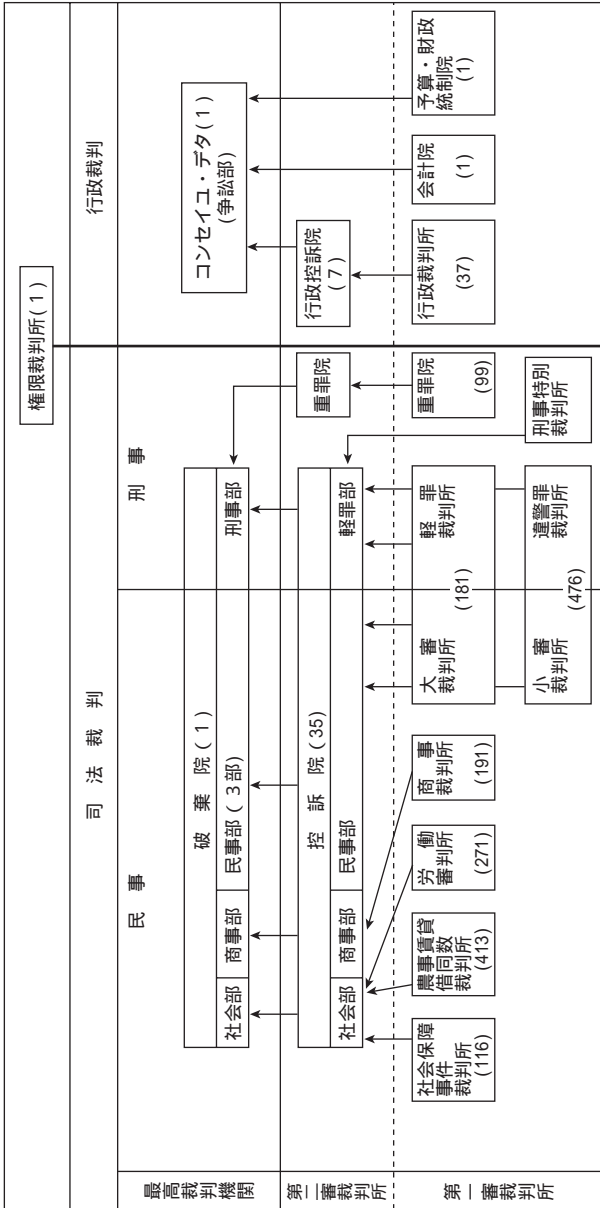 権限裁判所(1)
司法裁判
行政裁判
民事
刑事
最高裁判機関
破棄院(1)
社会部
商事部
民事部(3部)
刑事部
コンセイユ・デタ(1)
(争訟部)
第二審裁判所
控訴院(35)
社会部
商事部
民事部
軽罪部
重罪院
行政控訴院
(7)
第一審裁判所
社会保障
事件
裁判所
(116)
農事賃貸
借同数
裁判所
(413)
労働
審判所
(271)
商事
裁判所
(191)
大審
裁判所
(181)
軽罪
裁判所
重罪院
(99)
行政裁判所
(37)
会計院
(1)
予算・財政
統制院
(1)
小審
裁判所
(476)
違警罪
裁判所
刑事特別
裁判所